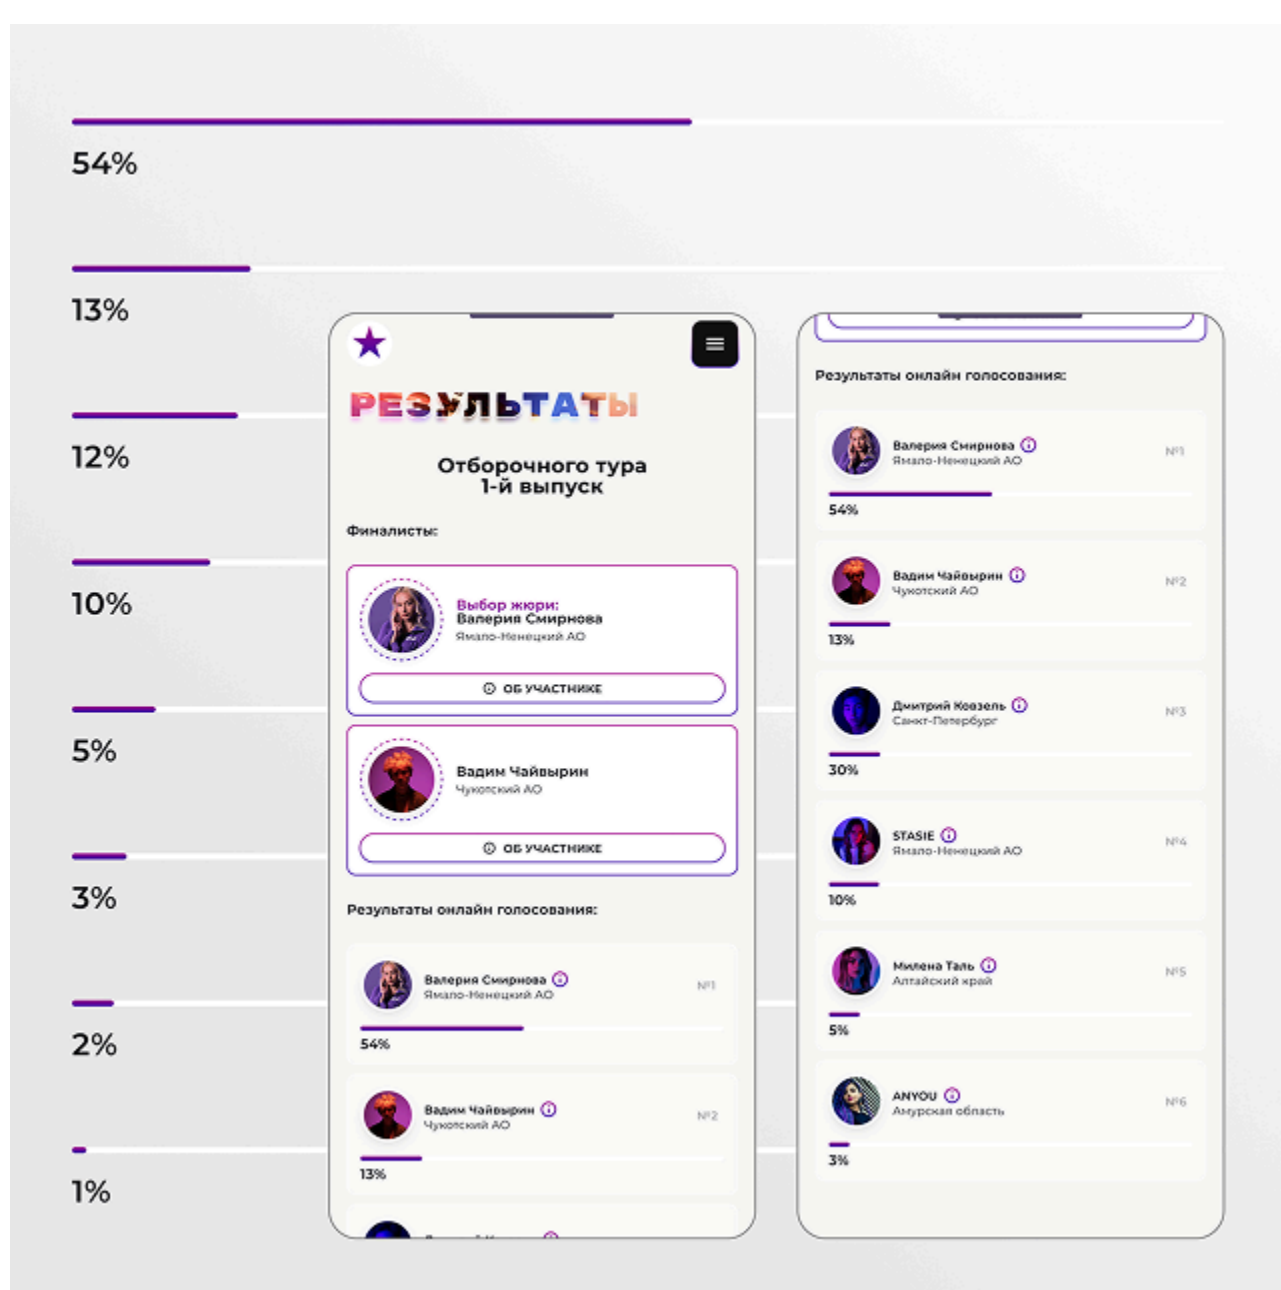 54%
13%
12%
10%
5%
3%
2%
1%
РЕЗУЛЬТАТЫ
Отборочного тура
1-й выпуск
Финалисты:
Выбор жюри:
Валерия Смирнова
Ямало-Ненецкий АО
ОБ УЧАСТНИКЕ
Вадим Чайвырин
Чукотский АО
ОБ УЧАСТНИКЕ
Результаты онлайн голосования:
Валерия Смирнова
Ямало-Ненецкий АО
№1
54%
Вадим Чайвырин
Чукотский АО
№2
13%
Результаты онлайн голосования:
Валерия Смирнова
Ямало-Ненецкий АО
№1
54%
Вадим Чайвырин
Чукотский АО
№2
13%
Дмитрий Ковзель
Санкт-Петербург
№3
30%
STASIE
Ямало-Ненецкий АО
№4
10%
Милена Таль
Алтайский край
№5
5%
ANYOU
Амурская область
№6
3%